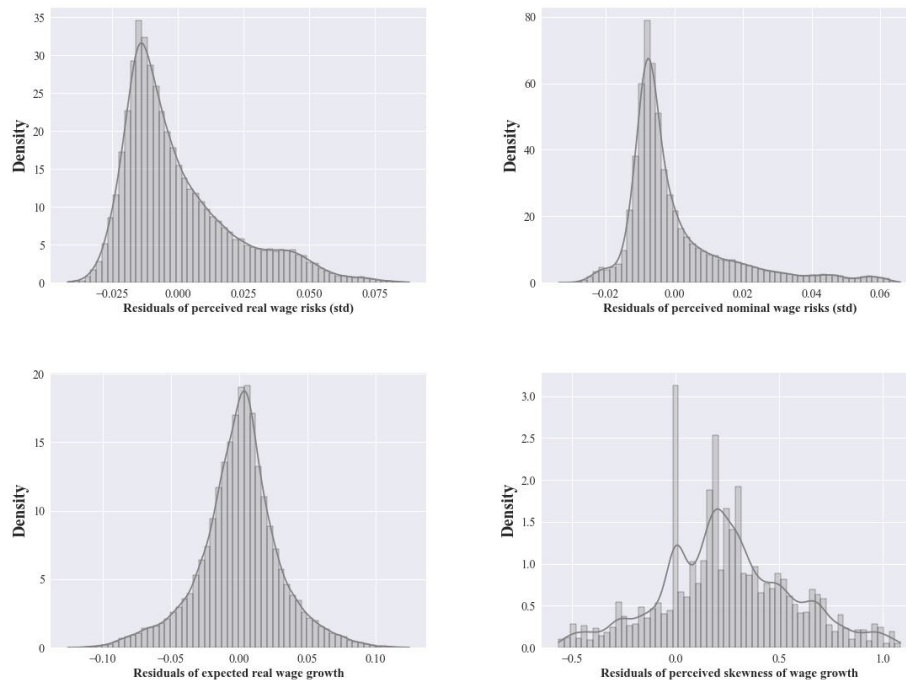 35
30
25
20
15
10
5
0
Density
−0.025 0.000 0.025 0.050 0.075
Residuals of perceived real wage risks (std)
80
60
40
20
0
Density
−0.02 0.00 0.02 0.04 0.06
Residuals of perceived nominal wage risks (std)
20
15
10
5
0
Density
−0.10 −0.05 0.00 0.05 0.10
Residuals of expected real wage growth
3.0
2.5
2.0
1.5
1.0
0.5
0.0
Density
−0.5 0.0 0.5 1.0
Residuals of perceived skewness of wage growth